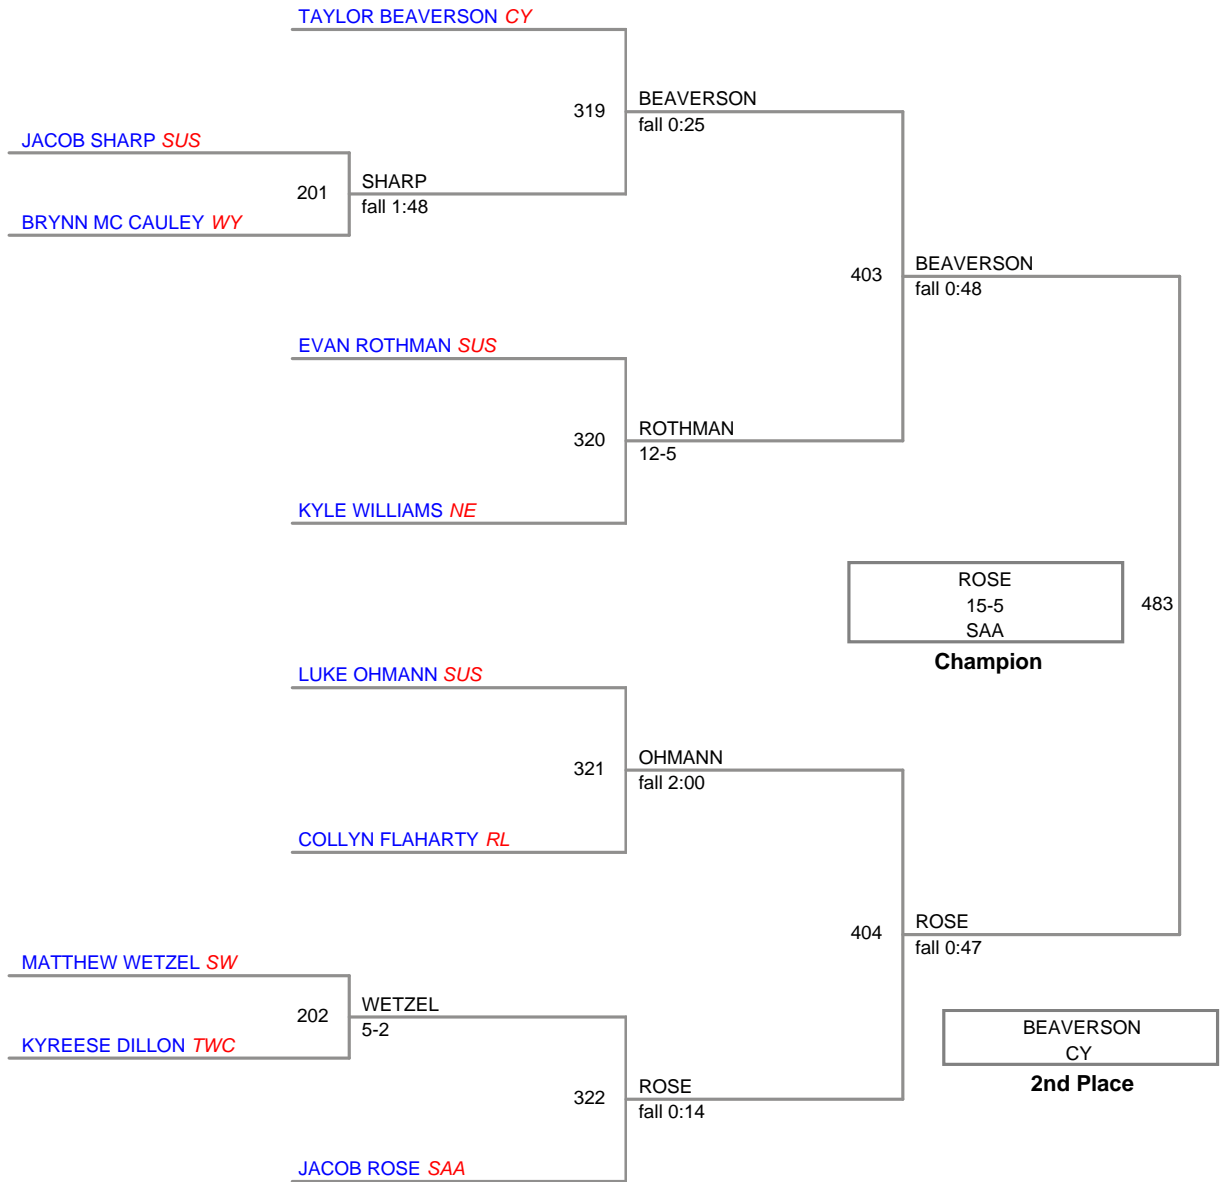 TAYLOR BEAVERSON CY
319
BEAVERSON
fall 0:25
JACOB SHARP SUS
201
SHARP
fall 1:48
BRYNN MC CAULEY WY
403
BEAVERSON
fall 0:48
EVAN ROTHMAN SUS
320
ROTHMAN
12-5
KYLE WILLIAMS NE
ROSE
15-5
SAA
Champion
483
LUKE OHMANN SUS
321
OHMANN
fall 2:00
COLLYN FLAHARTY RL
404
ROSE
fall 0:47
MATTHEW WETZEL SW
202
WETZEL
5-2
KYREESE DILLON TWC
BEAVERSON
CY
2nd Place
322
ROSE
fall 0:14
JACOB ROSE SAA